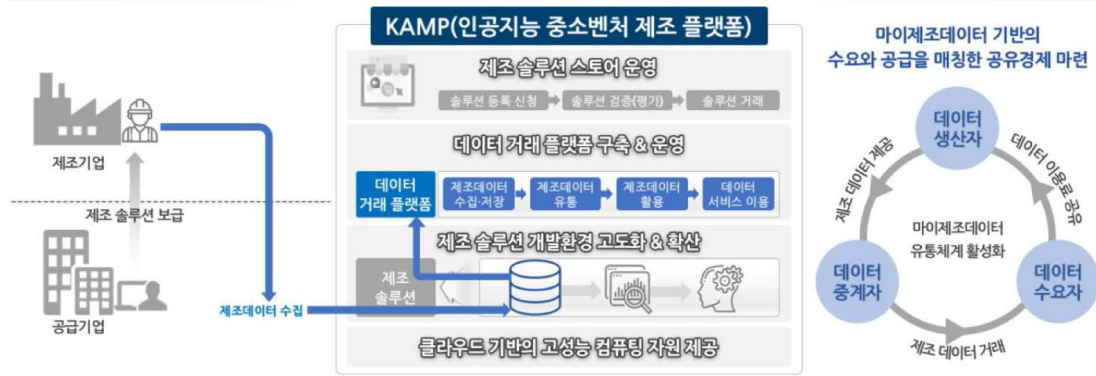 KAMP(인공지능 중소벤처 제조 플랫폼)
제조 솔루션 스토어 운영
솔루션 등록 신청
솔루션 검증(평가)
솔루션 거래
데이터 거래 플랫폼 구축 & 운영
데이터
거래 플랫폼
제조데이터
수집·저장
제조데이터
유통
제조데이터
활용
데이터
서비스 이용
제조 솔루션 개발환경 고도화 & 확산
제조
솔루션
클라우드 기반의 고성능 컴퓨팅 자원 제공
제조기업
제조 솔루션 보급
공급기업
제조데이터 수집
마이제조데이터 기반의
수요와 공급을 매칭한 공유경제 마련
데이터
생산자
제조 데이터 제공
데이터 이용료 공유
마이제조데이터
유통체계 활성화
데이터
중계자
데이터
수요자
제조 데이터 거래